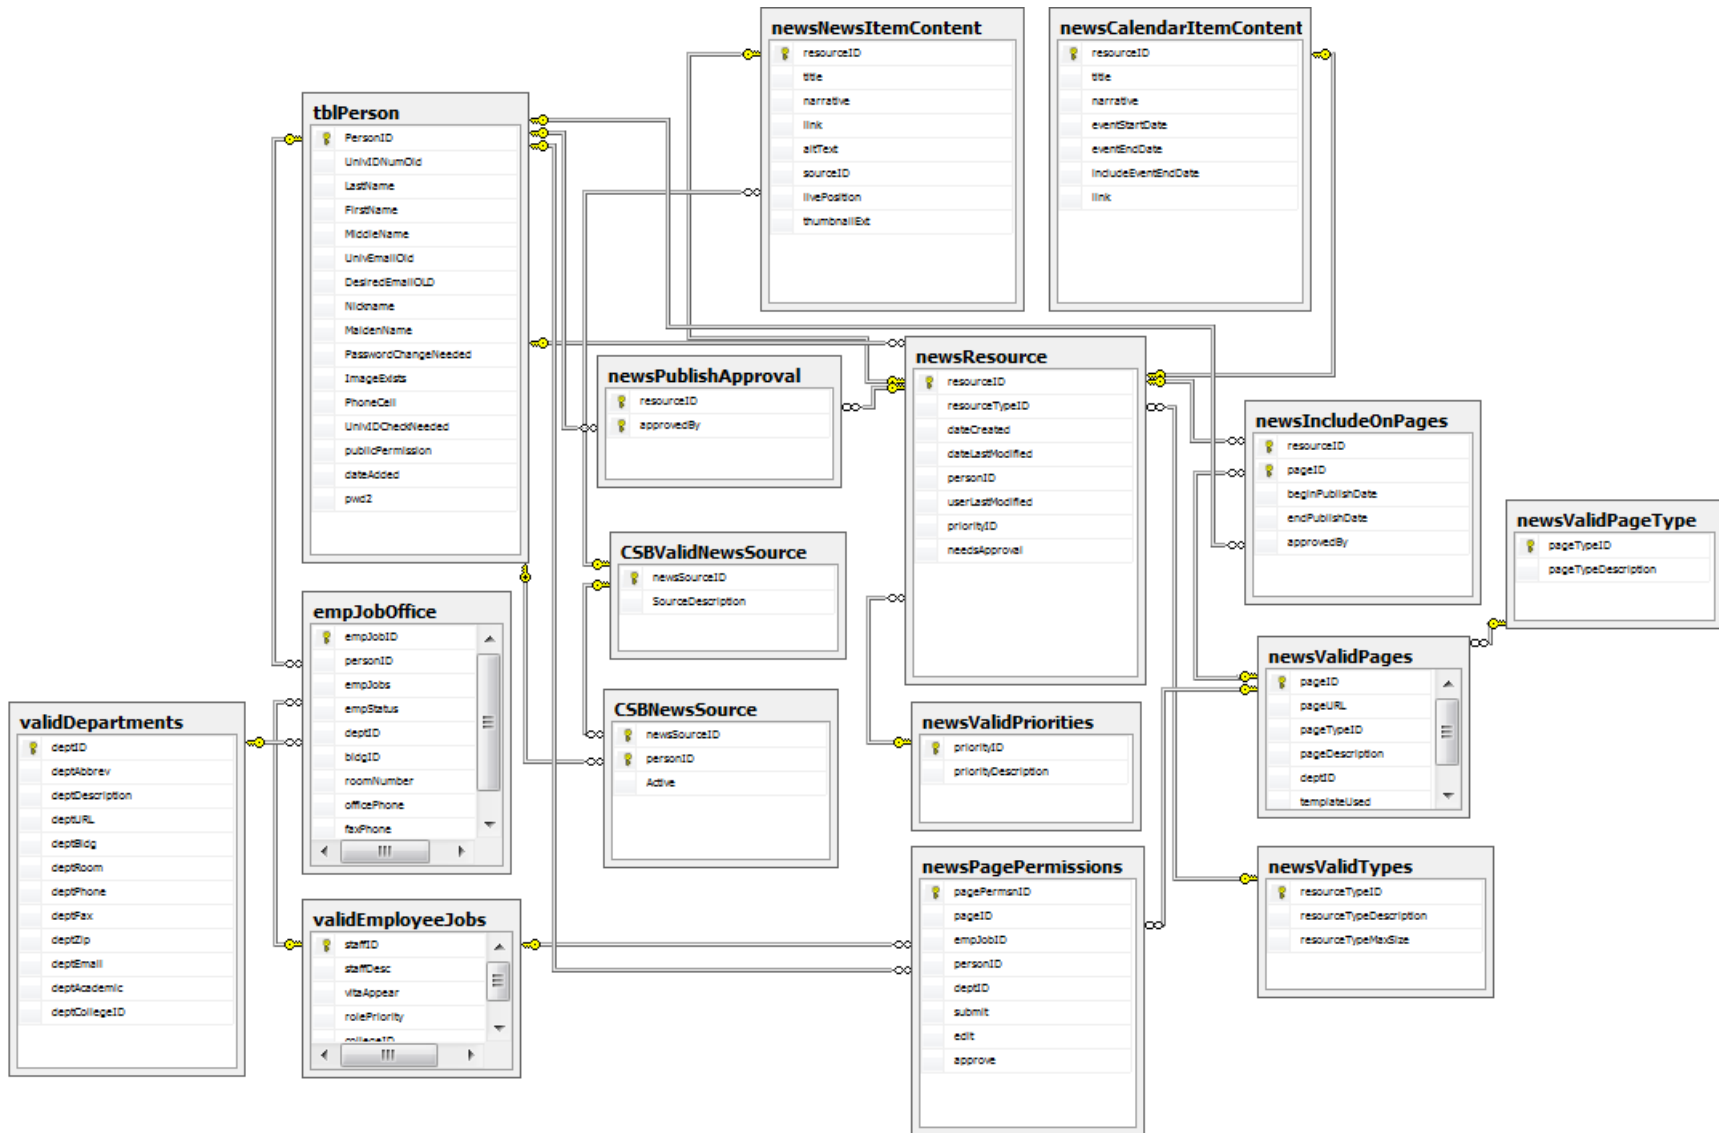 newsNewsItemContent
resourceID
title
narrative
link
altText
sourceID
livePosition
thumbnailExt
newsCalendarItemContent
resourceID
title
narrative
eventStartDate
eventEndDate
includeEventEndDate
link
tblPerson
PersonID
UnivIDNumOld
LastName
FirstName
MiddleName
UnivEmailOld
DesiredEmailOLD
Nickname
MaidenName
PasswordChangeNeeded
ImageExists
PhoneCell
UnivIDCheckNeeded
publicPermission
dateAdded
pwd2
newsPublishApproval
resourceID
approvedBy
newsResource
resourceID
resourceTypeID
dateCreated
dateLastModified
personID
userLastModified
priorityID
needsApproval
newsIncludeOnPages
resourceID
pageID
beginPublishDate
endPublishDate
approvedBy
newsValidPageType
pageTypeID
pageTypeDescription
CSBValidNewsSource
newsSourceID
SourceDescription
empJobOffice
empJobID
personID
empJobs
empStatus
deptID
bldgID
roomNumber
officePhone
faxPhone
newsValidPages
pageID
pageURL
pageTypeID
pageDescription
deptID
templateUsed
validDepartments
deptID
deptAbbrev
deptDescription
deptURL
deptBldg
deptRoom
deptPhone
deptFax
deptZip
deptEmail
deptAcademic
deptCollegeID
CSBNewsSource
newsSourceID
personID
Active
newsValidPriorities
priorityID
priorityDescription
newsPagePermissions
pagePermsnID
pageID
empJobID
personID
deptID
submit
edit
approve
newsValidTypes
resourceTypeID
resourceTypeDescription
resourceTypeMaxSize
validEmployeeJobs
staffID
staffDesc
vitaAppear
rolePriority
collegeID